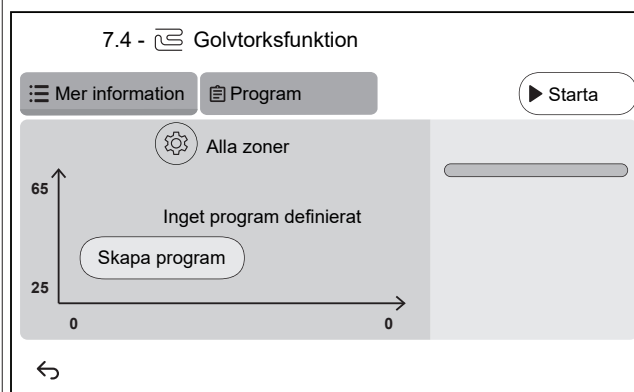 7.4 - Golvtorksfunktion
Mer information Program Starta
Alla zoner
65
Inget program definierat
Skapa program
25
0 0